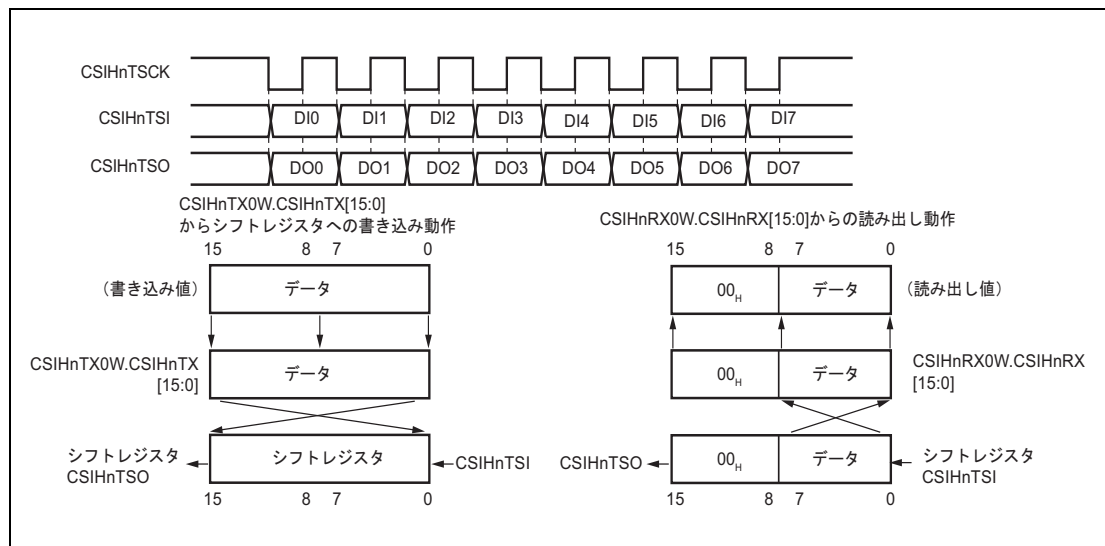 CSIHnTSCK
CSIHnTSI DI0 DI1 DI2 DI3 DI4 DI5 DI6 DI7
CSIHnTSO DO0 DO1 DO2 DO3 DO4 DO5 DO6 DO7
CSIHnTX0W.CSIHnTX[15:0]
からシフトレジスタへの書き込み動作
15 8 7 0
(書き込み値) データ
CSIHnTX0W.CSIHnTX
[15:0]
データ
シフトレジスタ
CSIHnTSO
シフトレジスタ
CSIHnTSI
15 8 7 0
CSIHnRX0W.CSIHnRX[15:0]からの読み出し動作
15 8 7 0
00H データ (読み出し値)
00H データ
CSIHnRX0W.CSIHnRX
[15:0]
CSIHnTSO 00H データ
シフトレジスタ
CSIHnTSI
15 8 7 0